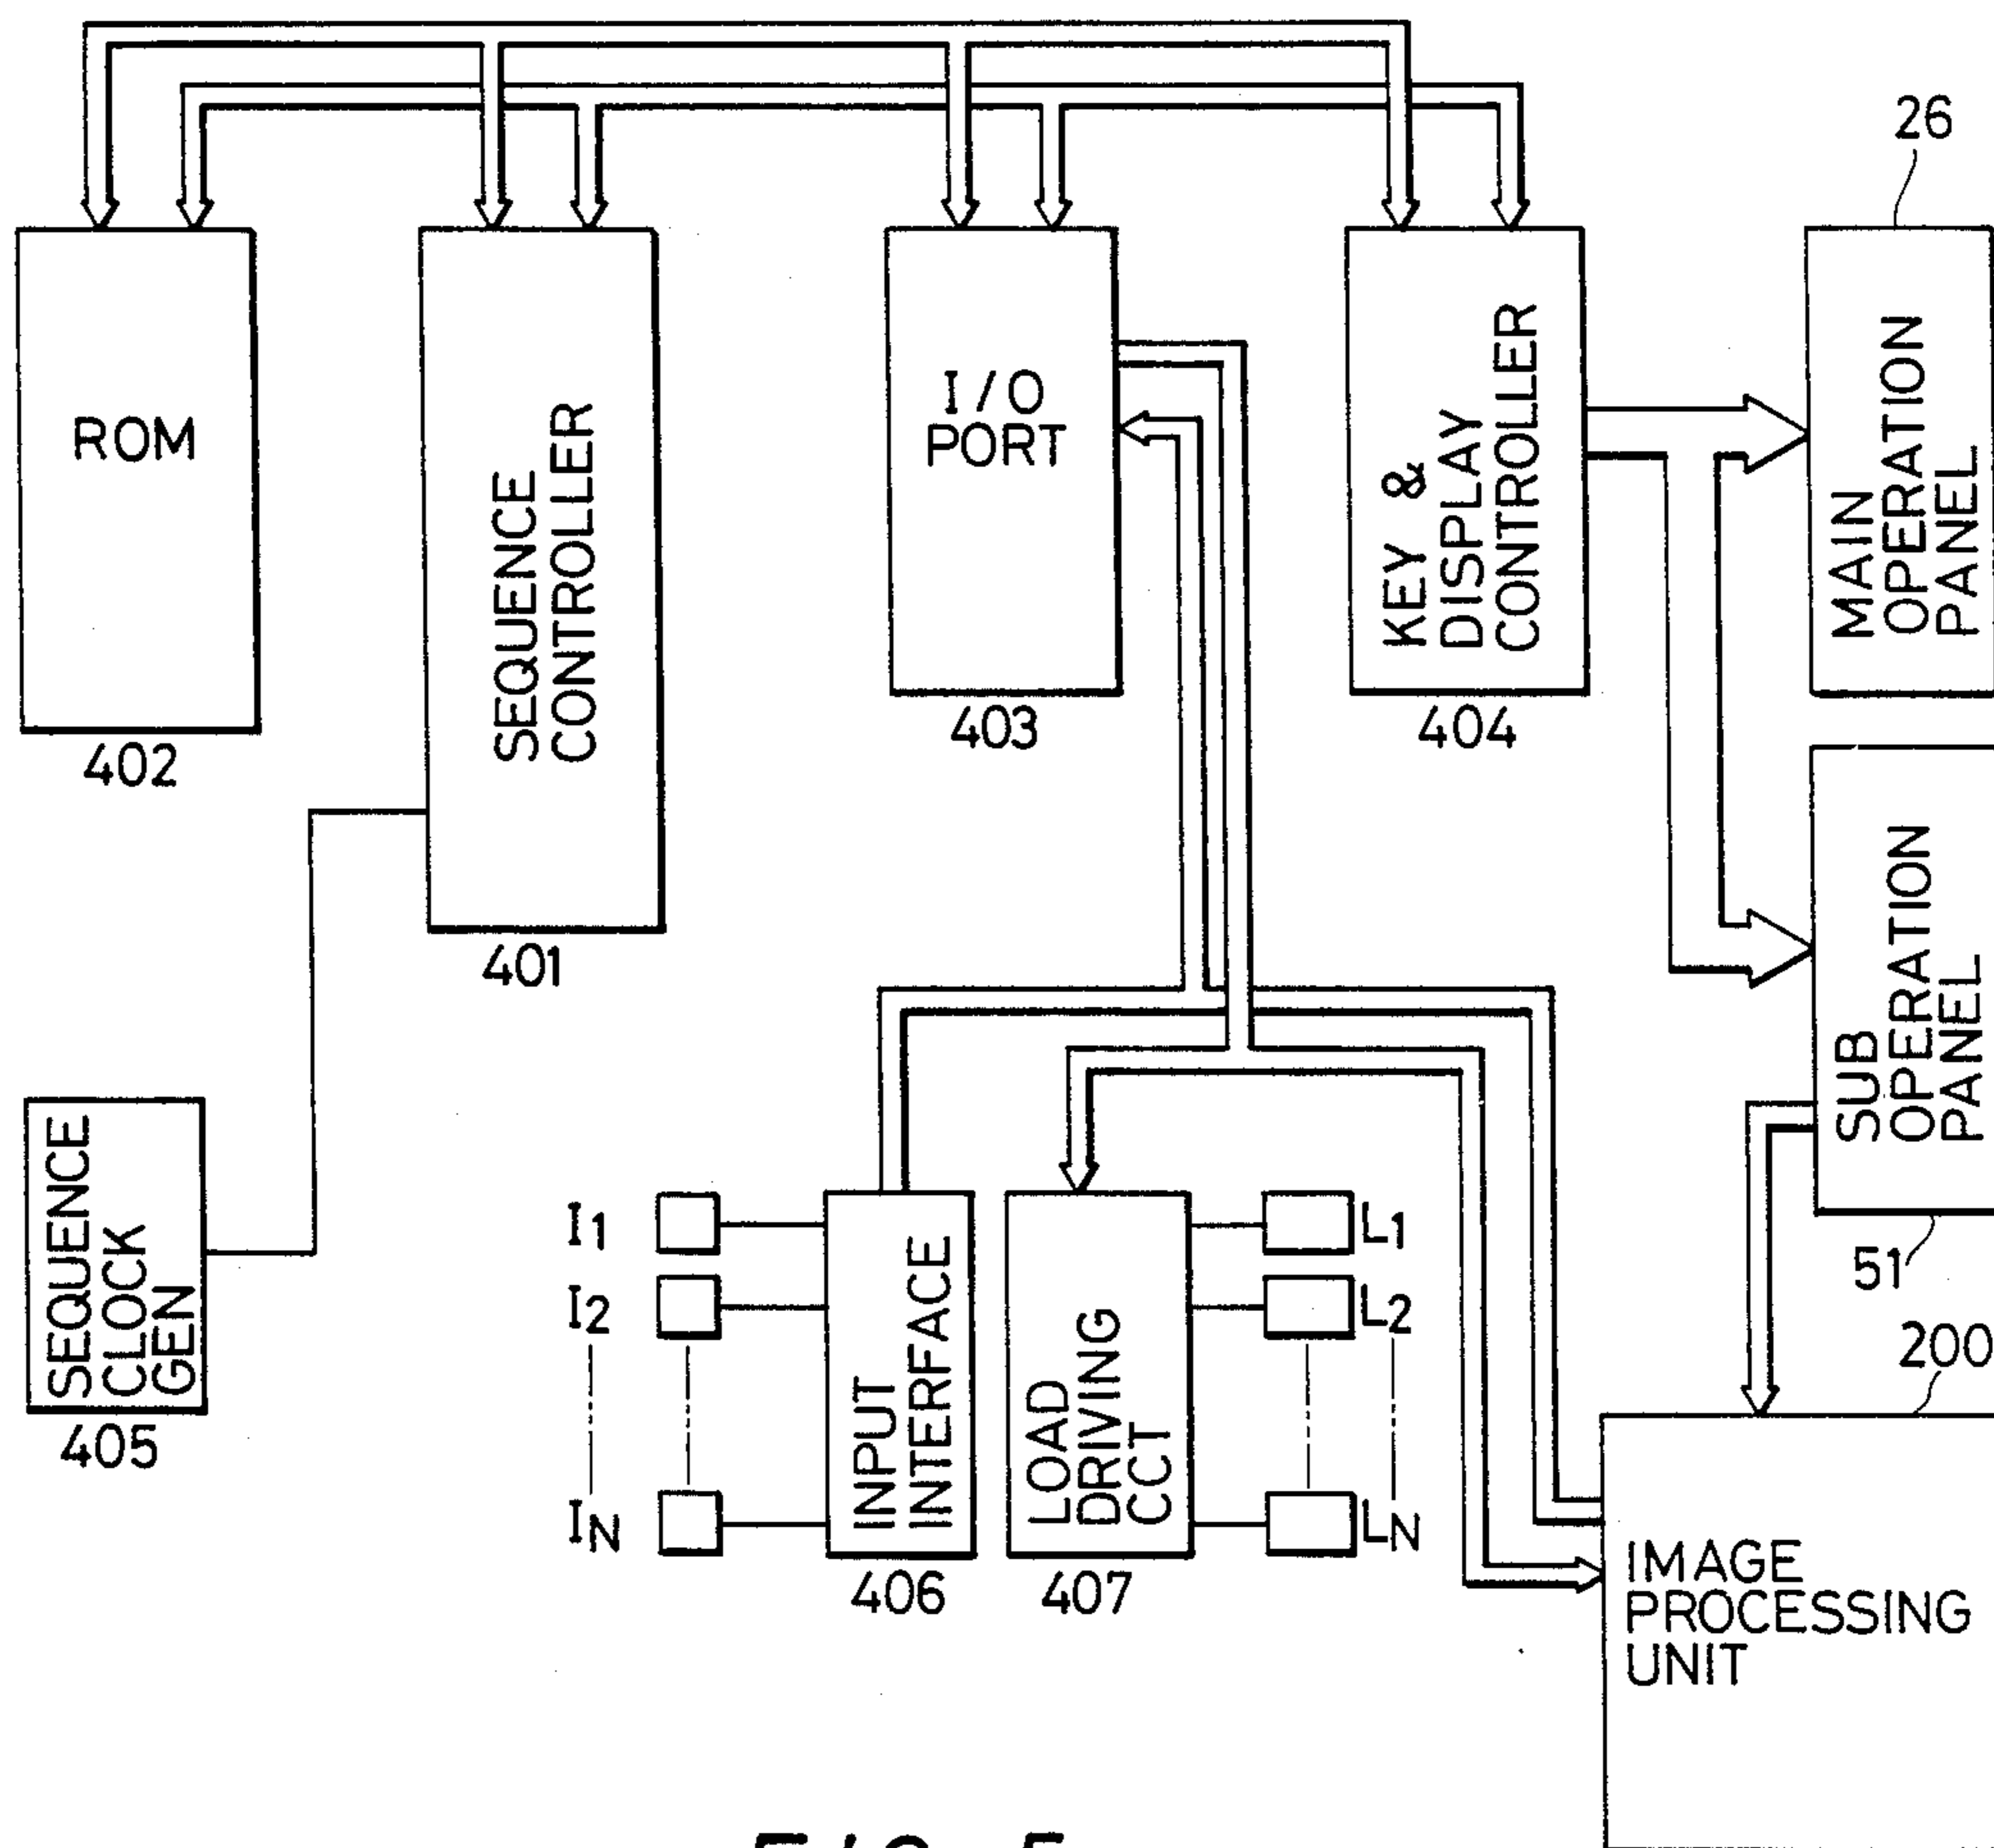 26
ROM
402
SEQUENCE
CONTROLLER
401
I/O
PORT
403
KEY &
DISPLAY
CONTROLLER
404
MAIN
OPERATION
PANEL
SUB
OPERATION
PANEL
51
SEQUENCE
CLOCK
GEN
405
I1
I2
IN
INPUT
INTERFACE
406
LOAD
DRIVING
CCT
407
L1
L2
LN
200
IMAGE
PROCESSING
UNIT